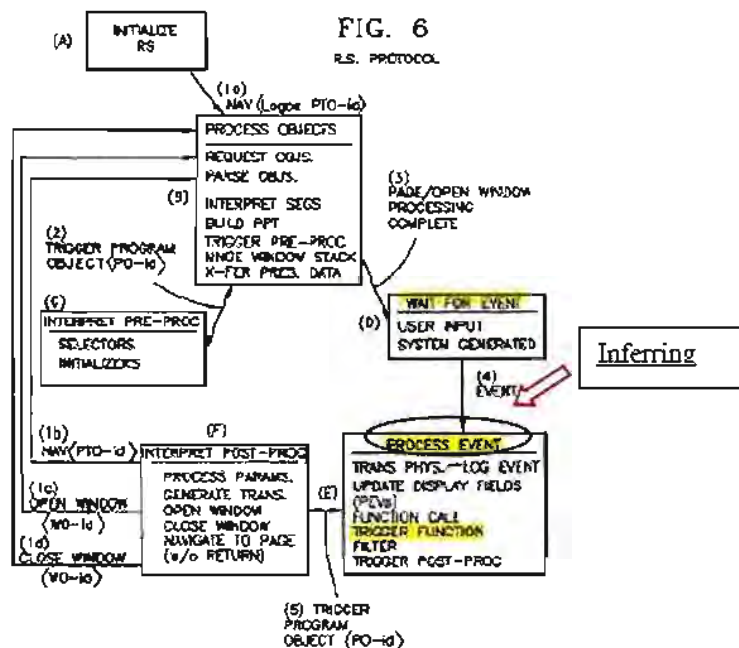 FIG. 6
R.S. PROTOCOL
(A)
INITIALIZE
RS
(1a)
NAV (Logon PTO-id)
PROCESS OBJECTS
REQUEST OBJS.
PARSE OBJS.
(B)
INTERPRET SEGS
BUILD PPT
TRIGGER PRE-PROC
MNGE WINDOW STACK
X-FER PRES. DATA
(3)
PAGE/OPEN WINDOW
PROCESSING
COMPLETE
(2)
TRIGGER PROGRAM
OBJECT (PO-id)
(C)
INTERPRET PRE-PROC
SELECTORS
INITIALIZERS
(D)
WAIT FOR EVENT
USER INPUT
SYSTEM GENERATED
Inferring
(4)
EVENT
(1b)
NAV (PTO-id)
(F)
INTERPRET POST-PROC
PROCESS PARAMS.
GENERATE TRANS.
OPEN WINDOW
CLOSE WINDOW
NAVIGATE TO PAGE
(w/o RETURN)
(1c)
OPEN WINDOW
(WO-id)
(1d)
CLOSE WINDOW
(WO-id)
(E)
PROCESS EVENT
TRANS PHYS.—LOG EVENT
UPDATE DISPLAY FIELDS
(PEVs)
FUNCTION CALL
TRIGGER FUNCTION
FILTER
TRIGGER POST-PROC
(5) TRIGGER
PROGRAM
OBJECT (PO-id)